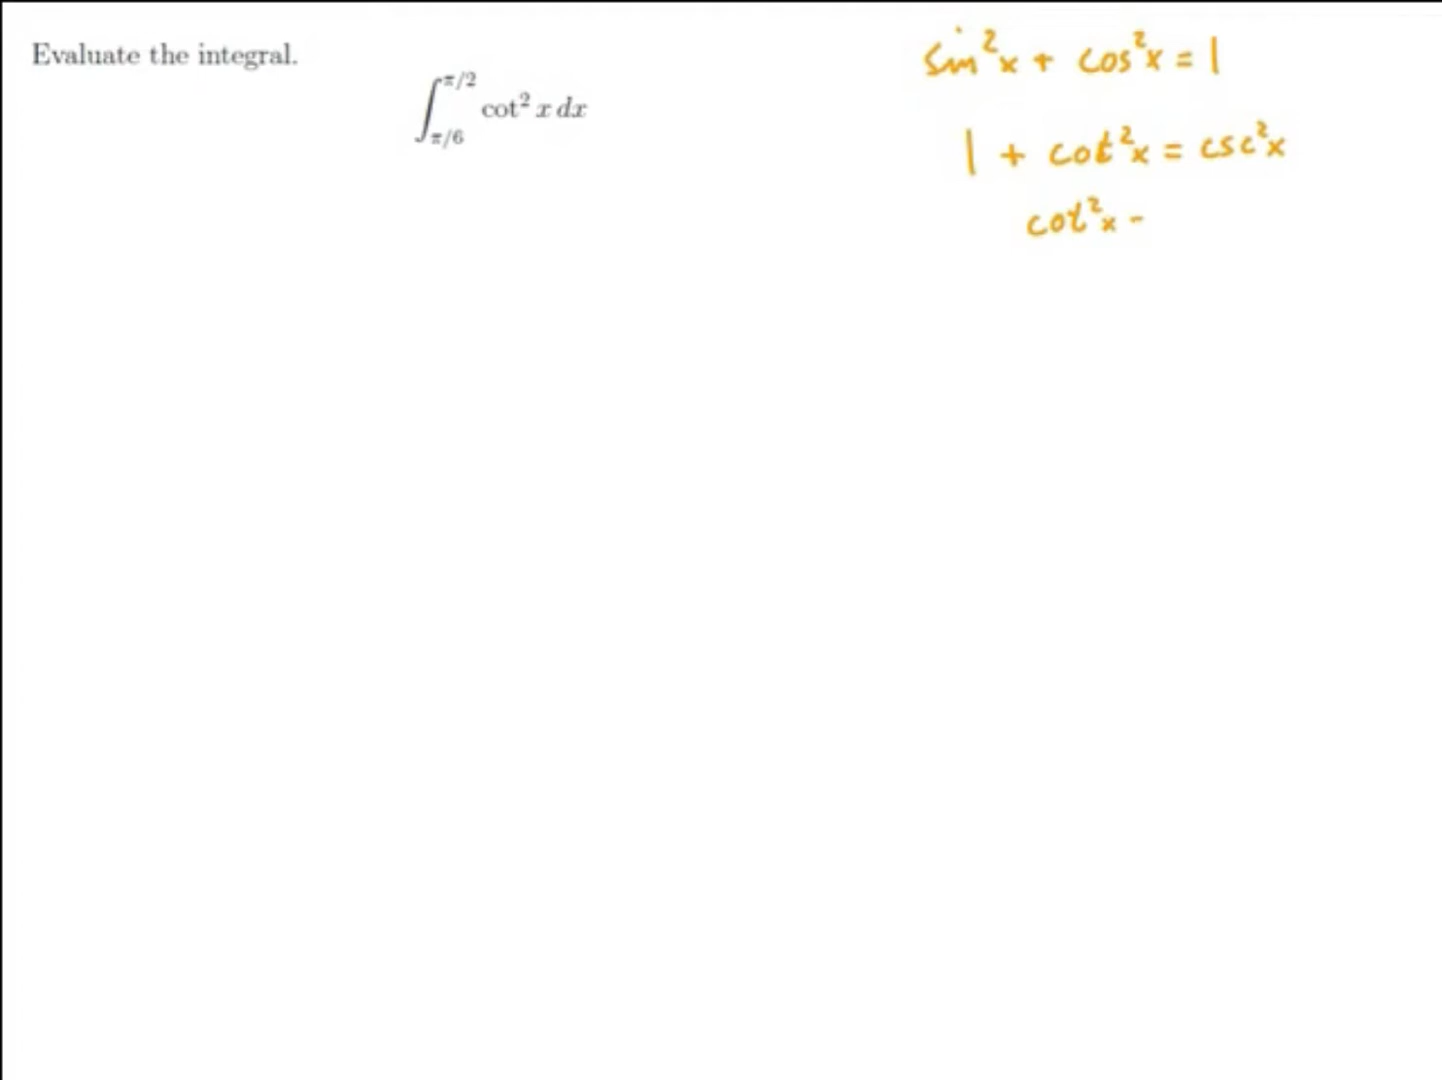 Evaluate the integral.
∫_{π/6}^{π/2} cot² x dx
sin²x + cos²x = 1
1 + cot²x = csc²x
cot²x -